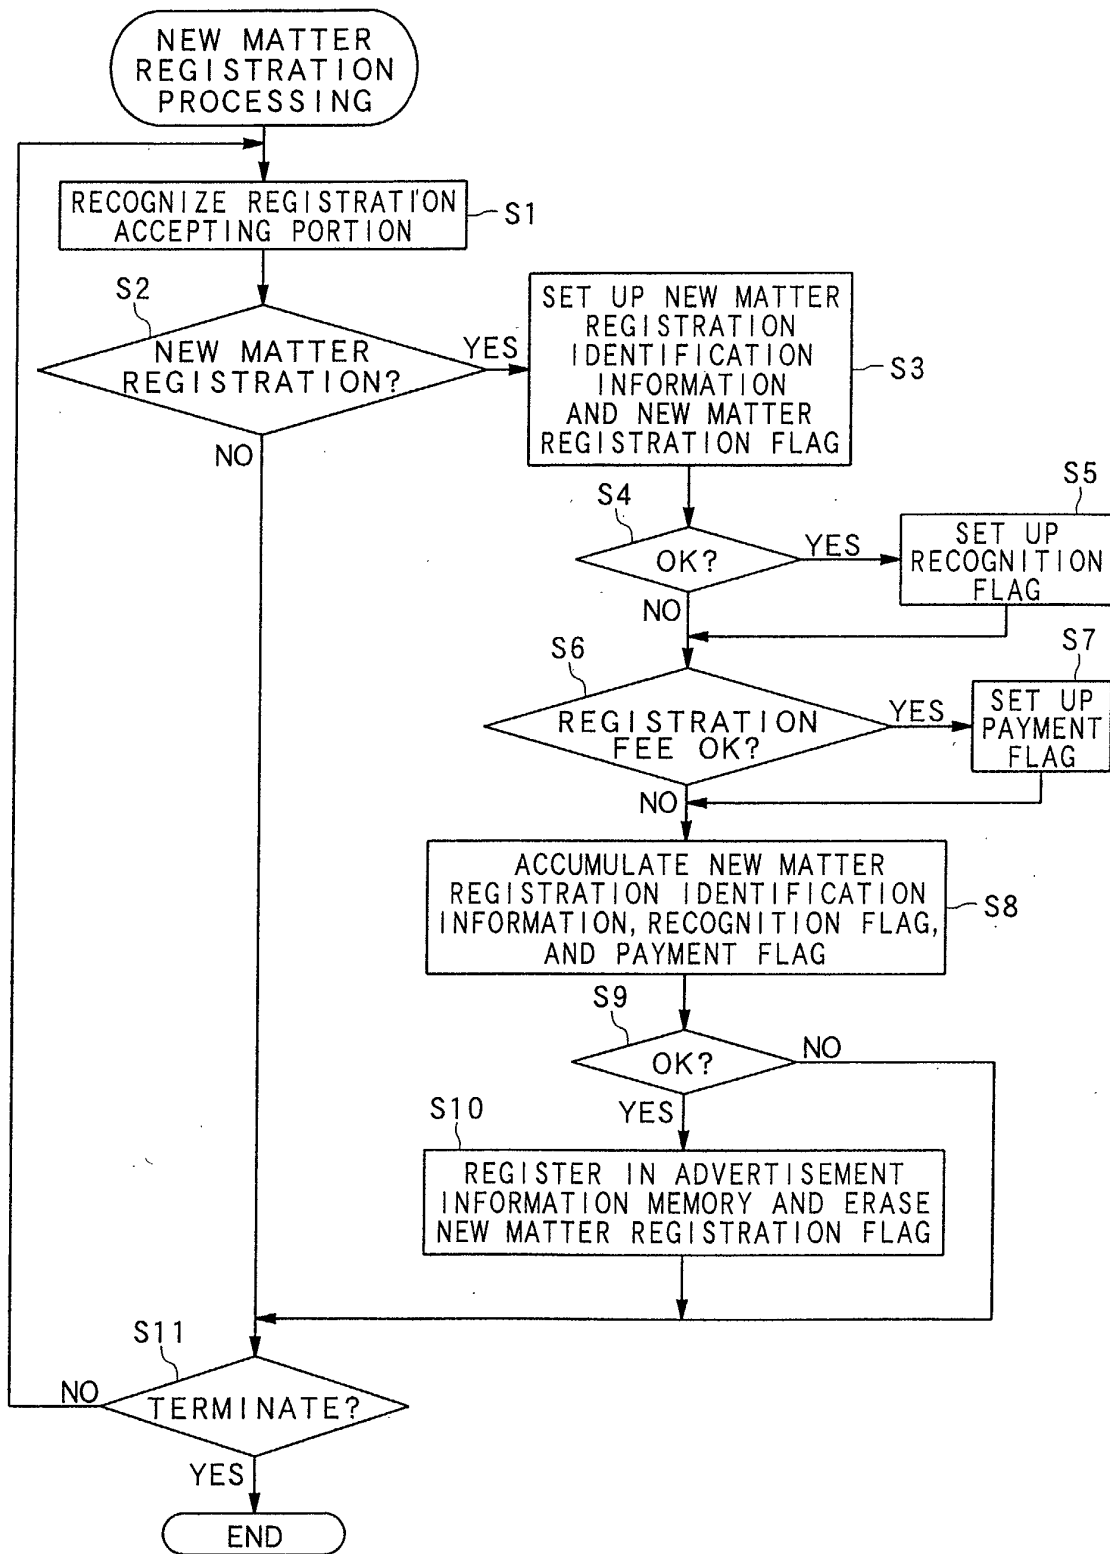 NEW MATTER
REGISTRATION
PROCESSING
RECOGNIZE REGISTRATION
ACCEPTING PORTION
S1
S2
NEW MATTER
REGISTRATION?
YES
NO
SET UP NEW MATTER
REGISTRATION
IDENTIFICATION
INFORMATION
AND NEW MATTER
REGISTRATION FLAG
S3
S4
OK?
YES
NO
S5
SET UP
RECOGNITION
FLAG
S6
REGISTRATION
FEE OK?
YES
NO
S7
SET UP
PAYMENT
FLAG
ACCUMULATE NEW MATTER
REGISTRATION IDENTIFICATION
INFORMATION, RECOGNITION FLAG,
AND PAYMENT FLAG
S8
S9
OK?
NO
YES
S10
REGISTER IN ADVERTISEMENT
INFORMATION MEMORY AND ERASE
NEW MATTER REGISTRATION FLAG
S11
TERMINATE?
NO
YES
END